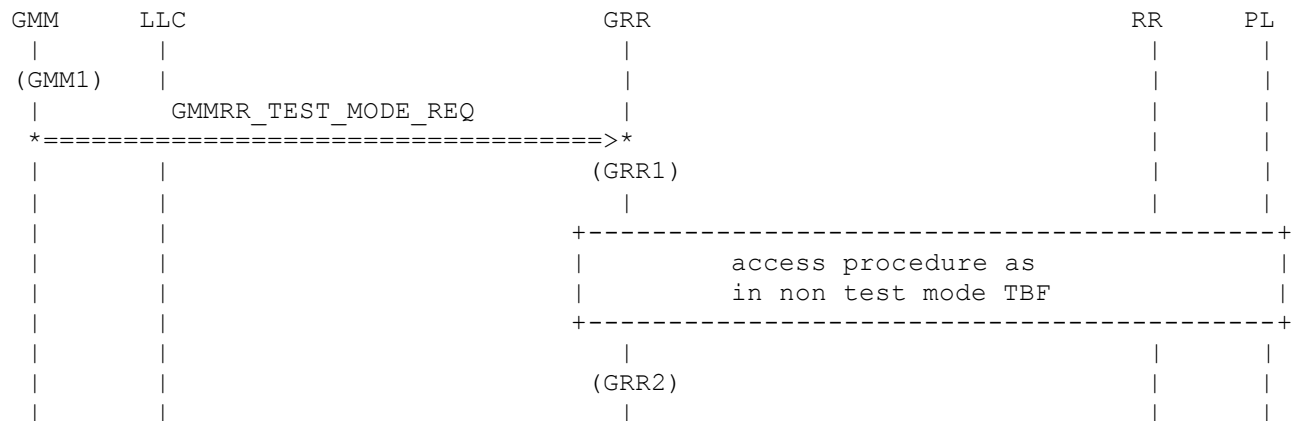 GMM LLC GRR RR PL
(GMM1)
GMMRR_TEST_MODE_REQ
(GRR1)
access procedure as
in non test mode TBF
(GRR2)